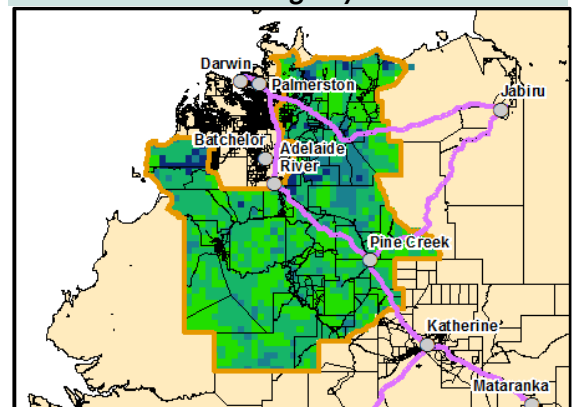 Darwin
Palmerston
Jabiru
Batchelor
Adelaide
River
Pine Creek
Katherine
Mataranka